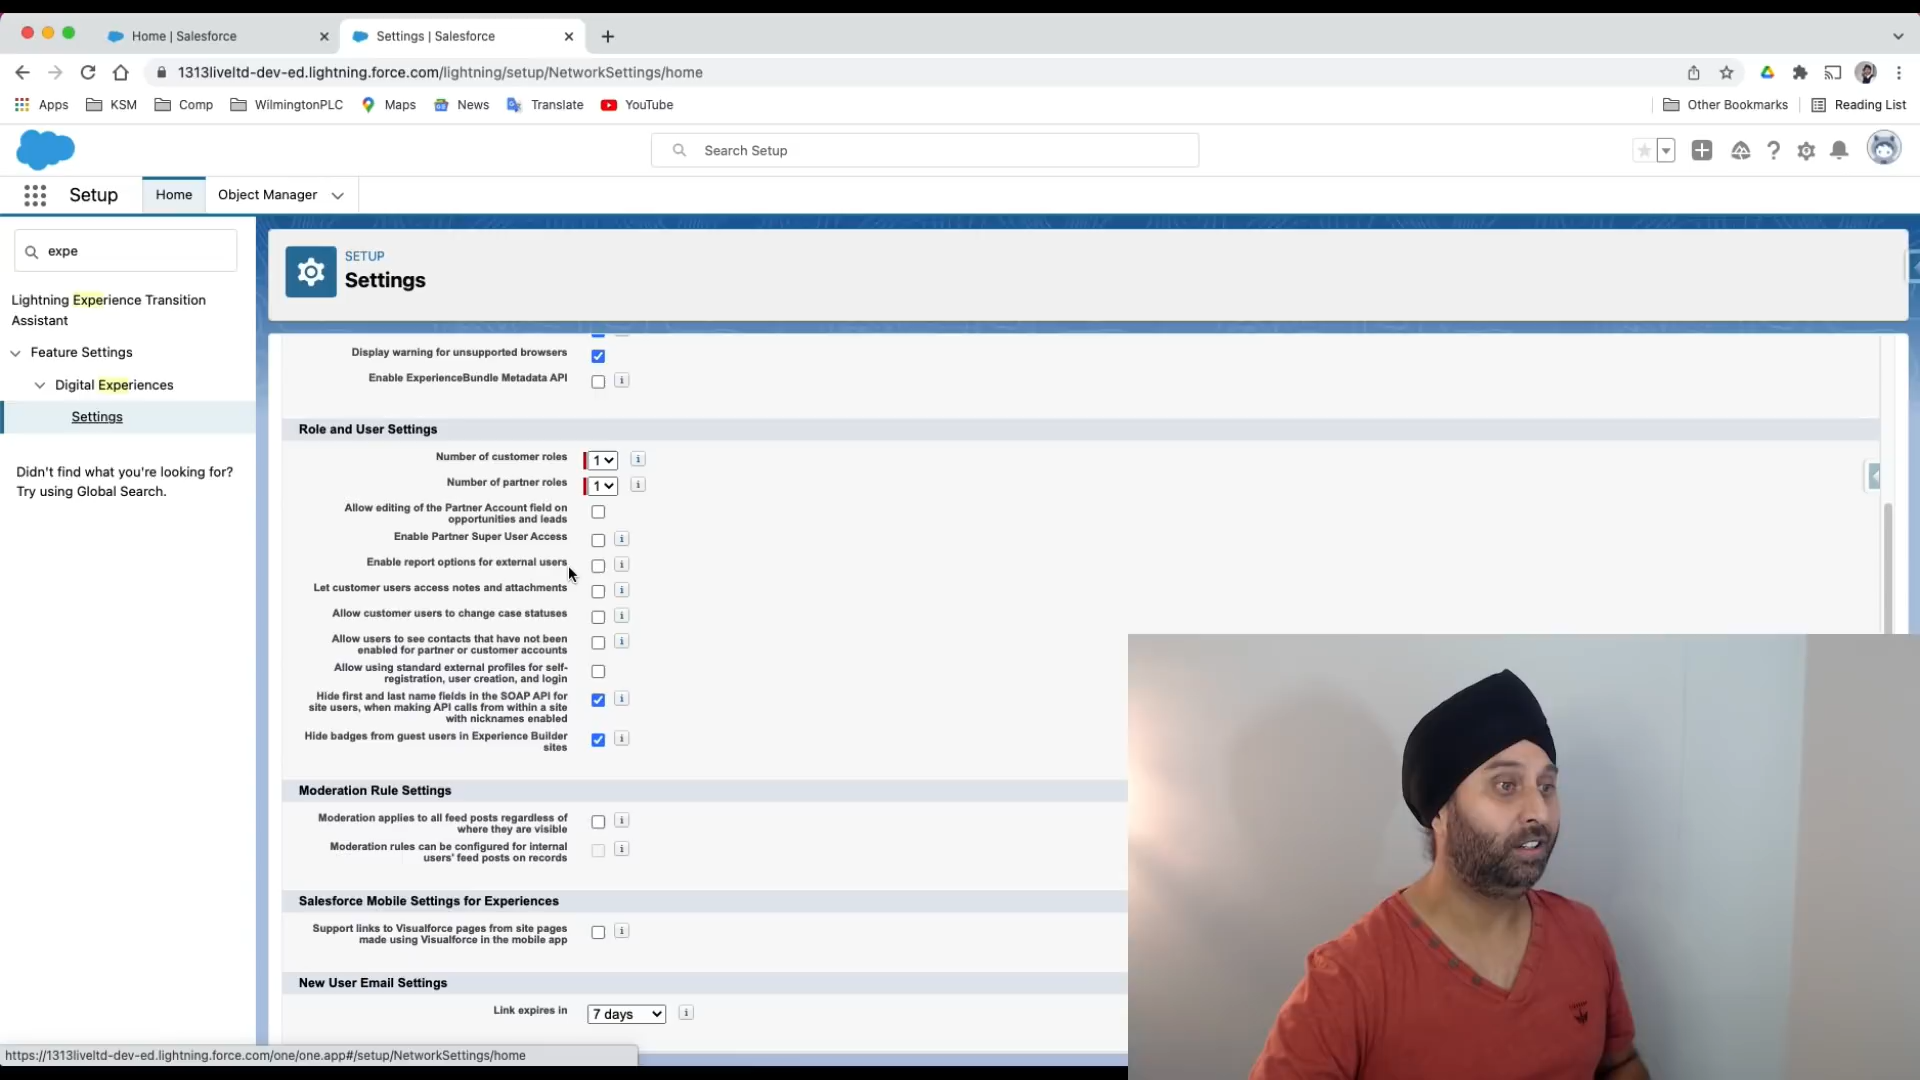 Home | Salesforce
Settings | Salesforce
1313liveltd-dev-ed.lightning.force.com/lightning/setup/NetworkSettings/home
Apps KSM Comp WilmingtonPLC Maps News Translate YouTube Other Bookmarks Reading List
Search Setup
Setup Home Object Manager
expe
Lightning Experience Transition
Assistant
Feature Settings
Digital Experiences
Settings
Didn't find what you're looking for?
Try using Global Search.
SETUP
Settings
Display warning for unsupported browsers
Enable ExperienceBundle Metadata API
Role and User Settings
Number of customer roles 1
Number of partner roles 1
Allow editing of the Partner Account field on
opportunities and leads
Enable Partner Super User Access
Enable report options for external users
Let customer users access notes and attachments
Allow customer users to change case statuses
Allow users to see contacts that have not been
enabled for partner or customer accounts
Allow using standard external profiles for self-
registration, user creation, and login
Hide first and last name fields in the SOAP API for
site users, when making API calls from within a site
with nicknames enabled
Hide badges from guest users in Experience Builder
sites
Moderation Rule Settings
Moderation applies to all feed posts regardless of
where they are visible
Moderation rules can be configured for internal
users' feed posts on records
Salesforce Mobile Settings for Experiences
Support links to Visualforce pages from site pages
made using Visualforce in the mobile app
New User Email Settings
Link expires in 7 days
https://1313liveltd-dev-ed.lightning.force.com/one/one.app#/setup/NetworkSettings/home